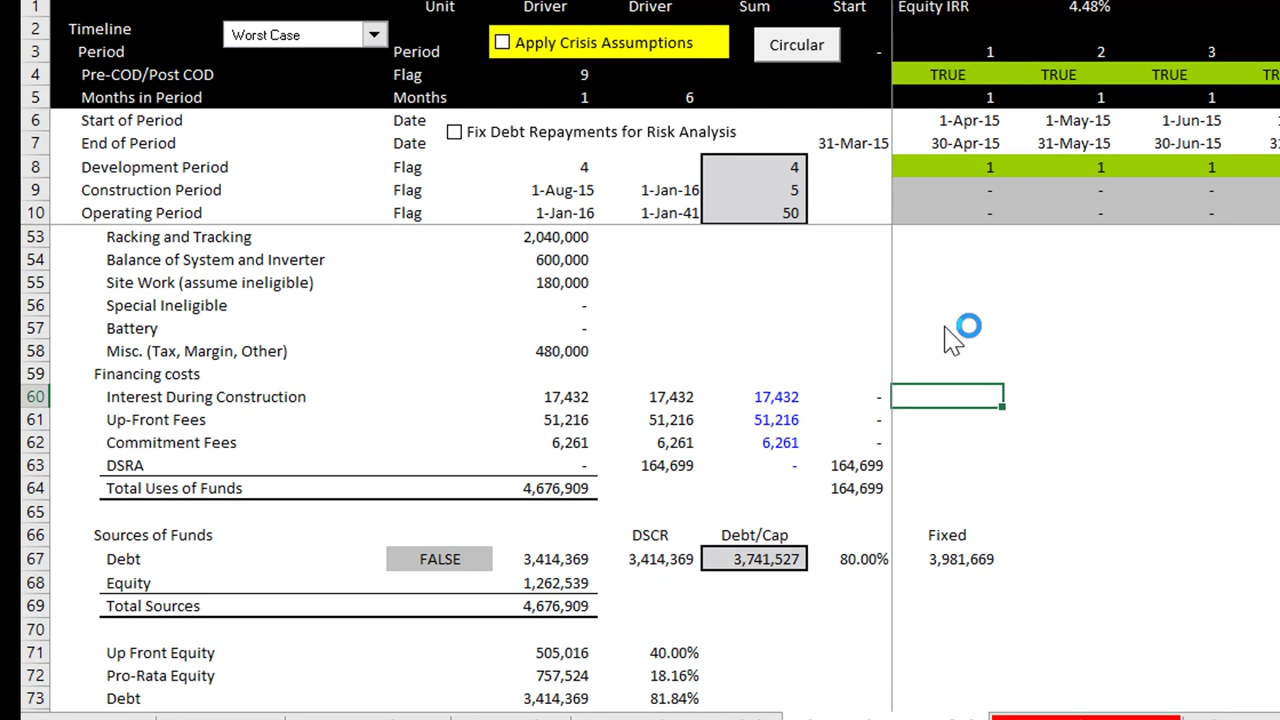 1 Unit Driver Driver Sum Start Equity IRR 4.48%
2 Timeline Worst Case
3 Period Period Apply Crisis Assumptions Circular - 1 2 3
4 Pre-COD/Post COD Flag 9 TRUE TRUE TRUE
5 Months in Period Months 1 6 1 1 1
6 Start of Period Date 1-Apr-15 1-May-15 1-Jun-15
Fix Debt Repayments for Risk Analysis
7 End of Period Date 31-Mar-15 30-Apr-15 31-May-15 30-Jun-15
8 Development Period Flag 4 4 1 1 1
9 Construction Period Flag 1-Aug-15 1-Jan-16 5 - - -
10 Operating Period Flag 1-Jan-16 1-Jan-41 50 - - -
53 Racking and Tracking 2,040,000
54 Balance of System and Inverter 600,000
55 Site Work (assume ineligible) 180,000
56 Special Ineligible -
57 Battery -
58 Misc. (Tax, Margin, Other) 480,000
59 Financing costs
60 Interest During Construction 17,432 17,432 17,432 -
61 Up-Front Fees 51,216 51,216 51,216 -
62 Commitment Fees 6,261 6,261 6,261 -
63 DSRA - 164,699 - 164,699
64 Total Uses of Funds 4,676,909 164,699
65
66 Sources of Funds DSCR Debt/Cap Fixed
67 Debt FALSE 3,414,369 3,414,369 3,741,527 80.00% 3,981,669
68 Equity 1,262,539
69 Total Sources 4,676,909
70
71 Up Front Equity 505,016 40.00%
72 Pro-Rata Equity 757,524 18.16%
73 Debt 3,414,369 81.84%